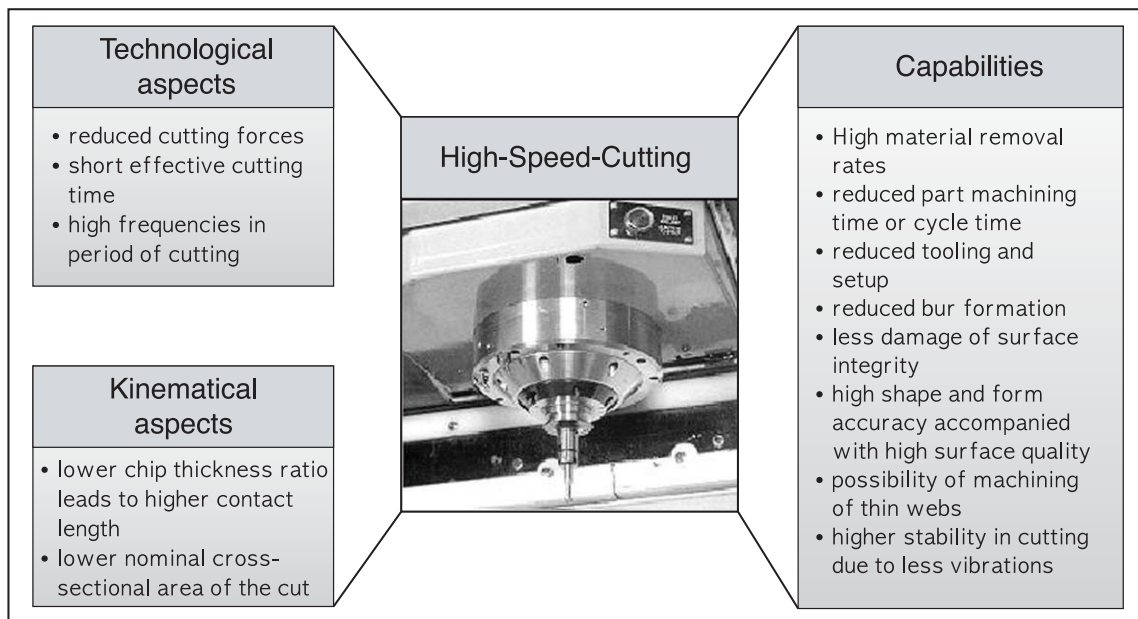 Technological
aspects
• reduced cutting forces
• short effective cutting
time
• high frequencies in
period of cutting
Kinematical
aspects
• lower chip thickness ratio
leads to higher contact
length
• lower nominal cross-
sectional area of the cut
High-Speed-Cutting
Capabilities
• High material removal
rates
• reduced part machining
time or cycle time
• reduced tooling and
setup
• reduced bur formation
• less damage of surface
integrity
• high shape and form
accuracy accompanied
with high surface quality
• possibility of machining
of thin webs
• higher stability in cutting
due to less vibrations